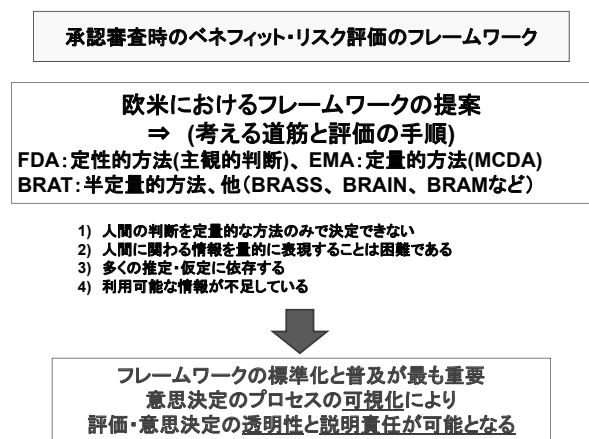 承認審査時のベネフィット・リスク評価のフレームワーク
欧米におけるフレームワークの提案
⇒ (考える道筋と評価の手順)
FDA:定性的方法(主観的判断)、EMA:定量的方法(MCDA)
BRAT:半定量的方法、他(BRASS、BRAIN、BRAMなど)
1) 人間の判断を定量的な方法のみで決定できない
2) 人間に関わる情報を量的に表現することは困難である
3) 多くの推定・仮定に依存する
4) 利用可能な情報が不足している
フレームワークの標準化と普及が最も重要
意思決定のプロセスの可視化により
評価・意思決定の透明性と説明責任が可能となる